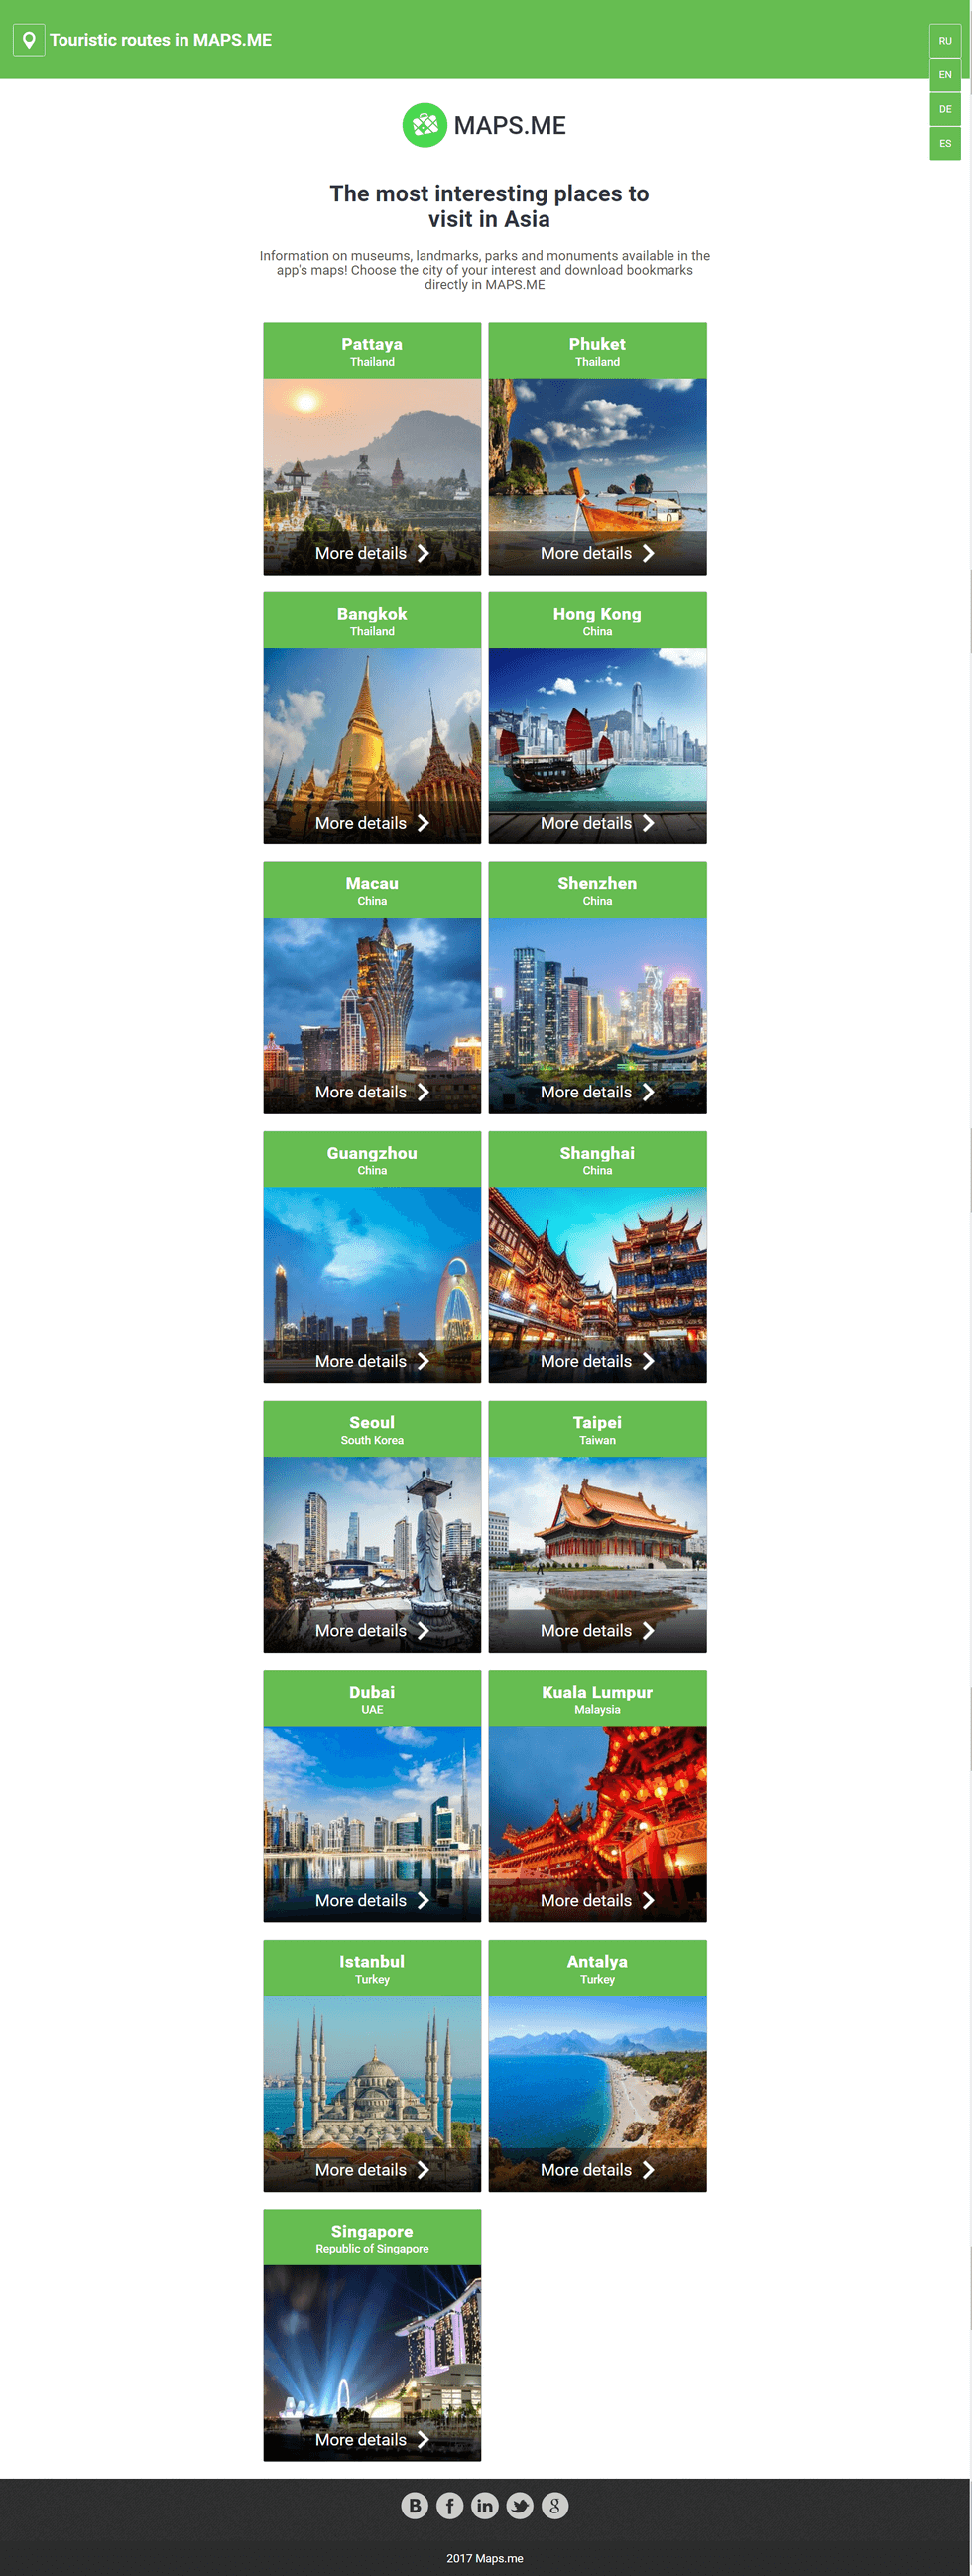 Touristic routes in MAPS.ME
RU
EN
DE
ES
MAPS.ME
The most interesting places to
visit in Asia
Information on museums, landmarks, parks and monuments available in the
app's maps! Choose the city of your interest and download bookmarks
directly in MAPS.ME
Pattaya
Thailand
More details
Phuket
Thailand
More details
Bangkok
Thailand
More details
Hong Kong
China
More details
Macau
China
More details
Shenzhen
China
More details
Guangzhou
China
More details
Shanghai
China
More details
Seoul
South Korea
More details
Taipei
Taiwan
More details
Dubai
UAE
More details
Kuala Lumpur
Malaysia
More details
Istanbul
Turkey
More details
Antalya
Turkey
More details
Singapore
Republic of Singapore
More details
2017 Maps.me